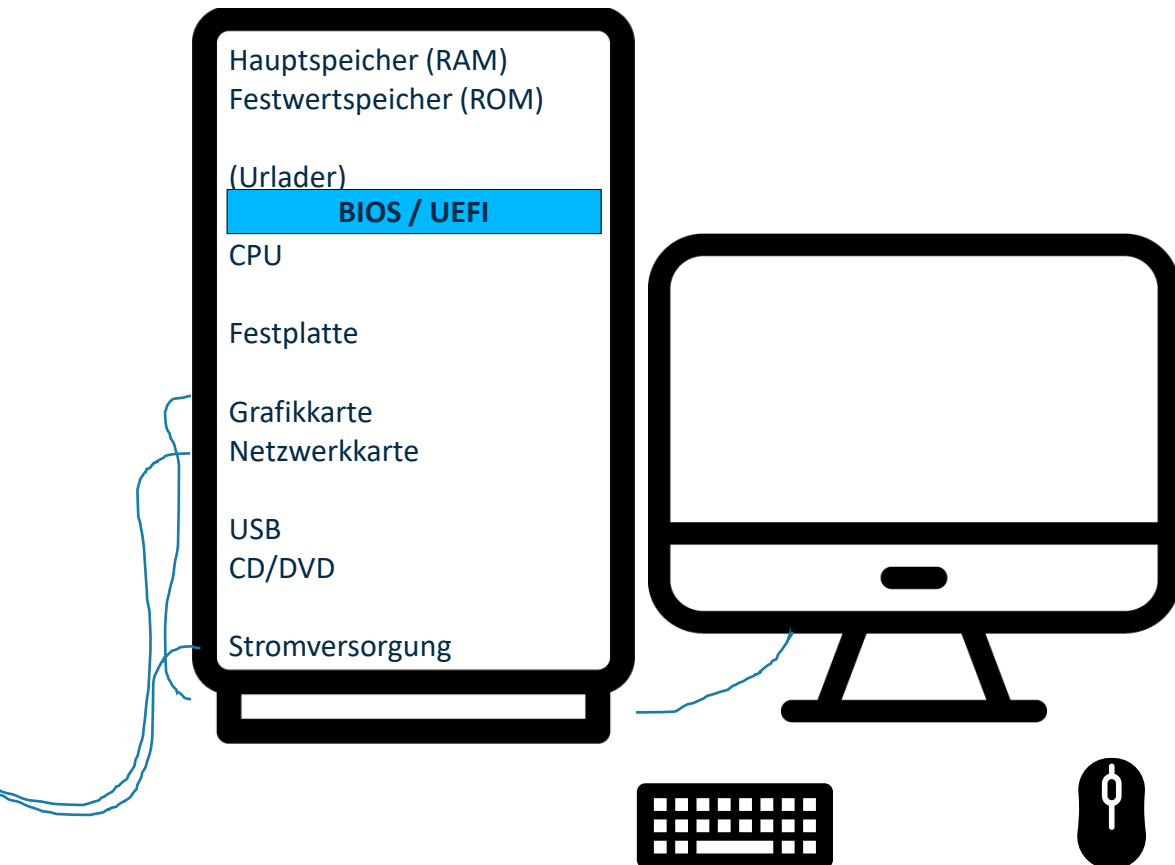 Hauptspeicher (RAM)
Festwertspeicher (ROM)
(Urlader)
BIOS / UEFI
CPU
Festplatte
Grafikkarte
Netzwerkkarte
USB
CD/DVD
Stromversorgung